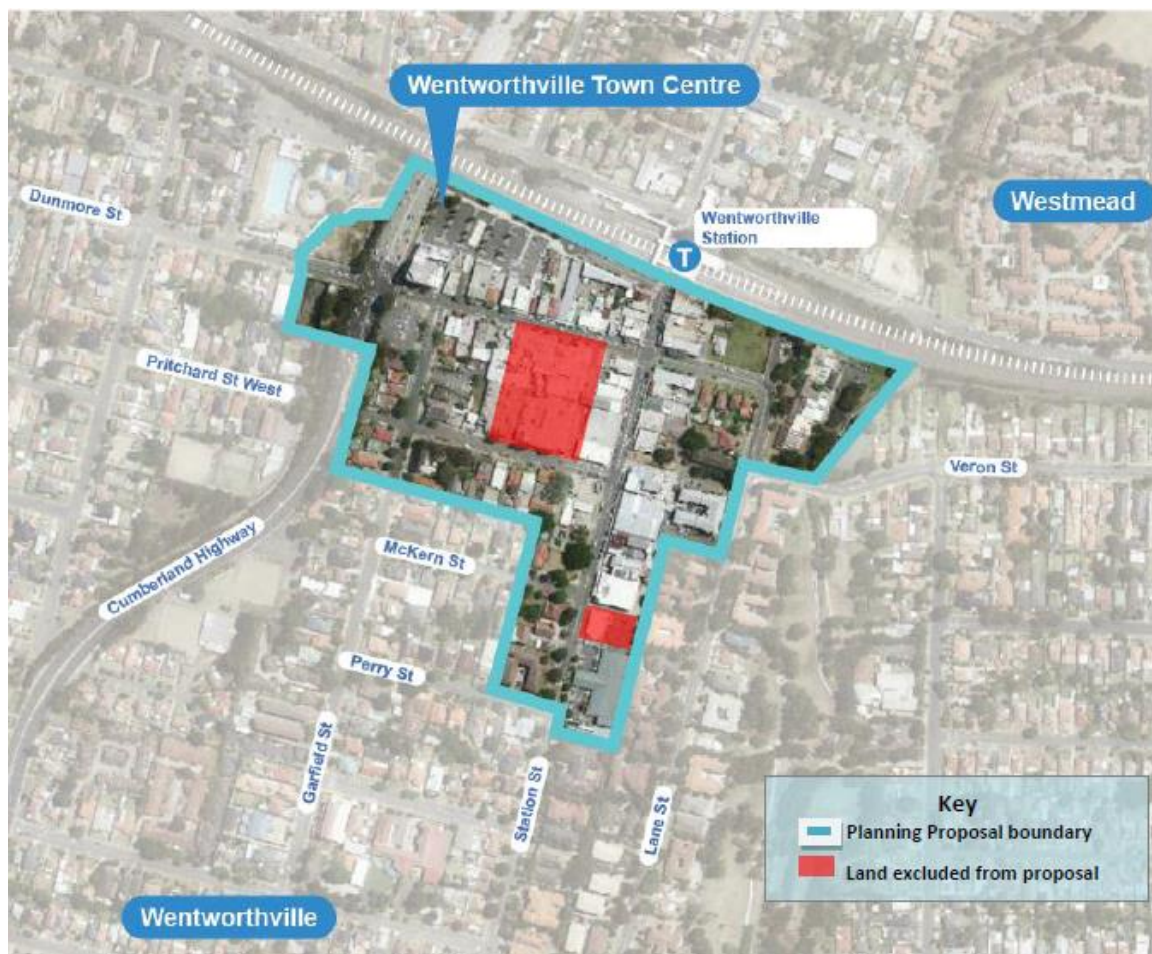 Wentworthville Town Centre
Dunmore St
Wentworthville
Station
T
Westmead
Pritchard St West
Veron St
Cumberland Highway
McKern St
Perry St
Garfield St
Station St
Lane St
Key
Planning Proposal boundary
Land excluded from proposal
Wentworthville